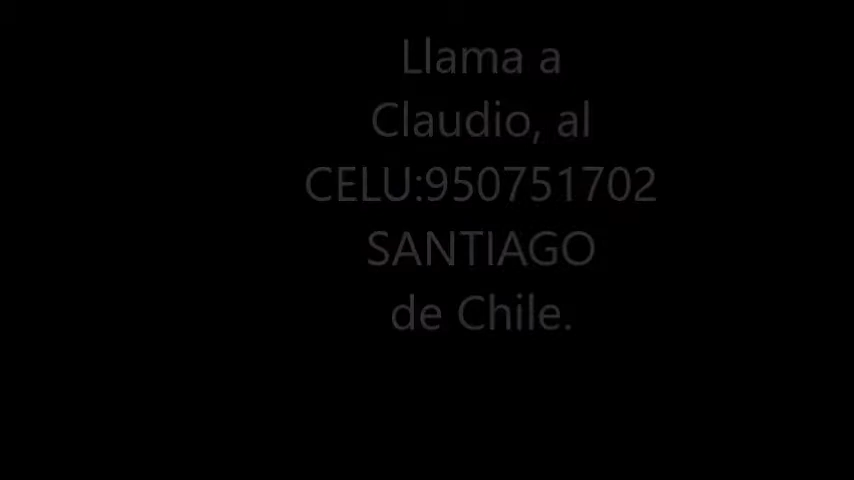 Llama a
Claudio, al
CELU:950751702
SANTIAGO
de Chile.